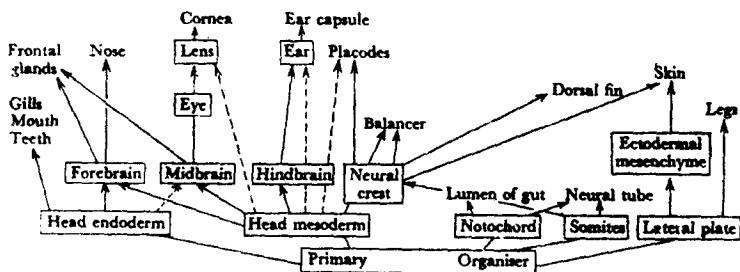 Cornea
Ear capsule
Frontal
glands
Nose
Lens
Ear
Placodes
Skin
Dorsal fin
Gills
Mouth
Teeth
Eye
Legs
Balancer
Ectodermal
mesenchyme
Forebrain
Midbrain
Hindbrain
Neural
crest
Lumen of gut
Neural tube
Head endoderm
Head mesoderm
Notochord
Somites
Lateral plate
Primary Organiser